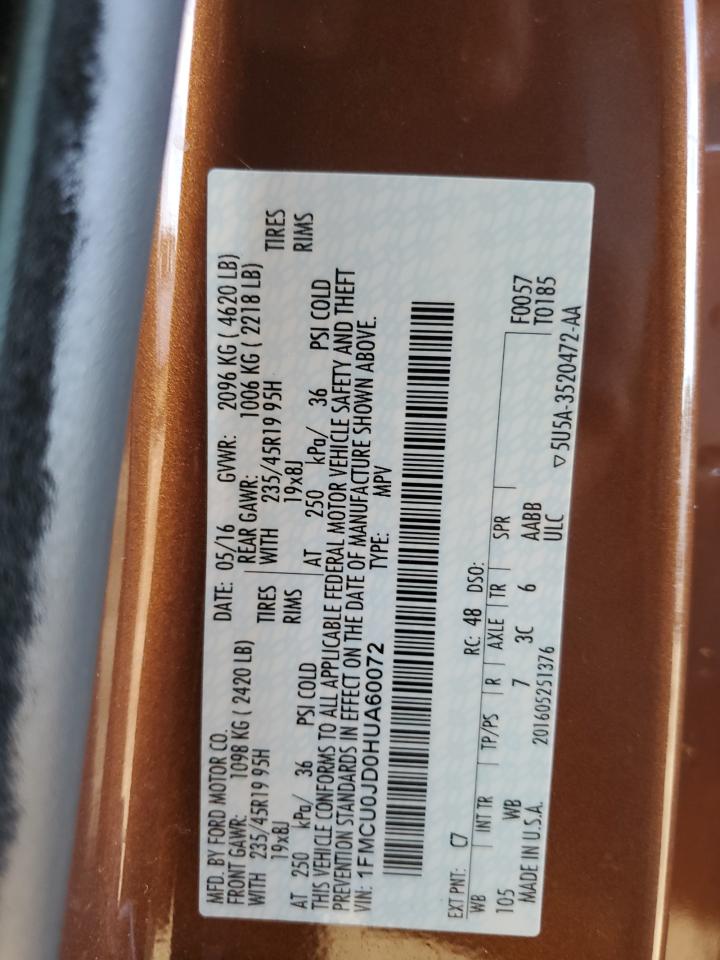 MFD. BY FORD MOTOR CO. DATE: 05/16 GVWR: 2096 KG ( 4620 LB)
FRONT GAWR: 1098 KG ( 2420 LB) REAR GAWR: 1006 KG ( 2218 LB)
WITH 235/45R19 95H TIRES WITH 235/45R19 95H TIRES
19x8J RIMS 19x8J RIMS
AT 250 kPa/ 36 PSI COLD AT 250 kPa/ 36 PSI COLD
THIS VEHICLE CONFORMS TO ALL APPLICABLE FEDERAL MOTOR VEHICLE SAFETY AND THEFT
PREVENTION STANDARDS IN EFFECT ON THE DATE OF MANUFACTURE SHOWN ABOVE.
VIN: 1FMCU0JD0HUA60072 TYPE: MPV
EXT PNT: C7 RC: 48 DSO:
WB INT TR TP/PS R AXLE TR SPR F0057
105 WB 7 3C 6 AABB T0185
MADE IN U.S.A. 201605251376 ULC ▽5U5A-3520472-AA